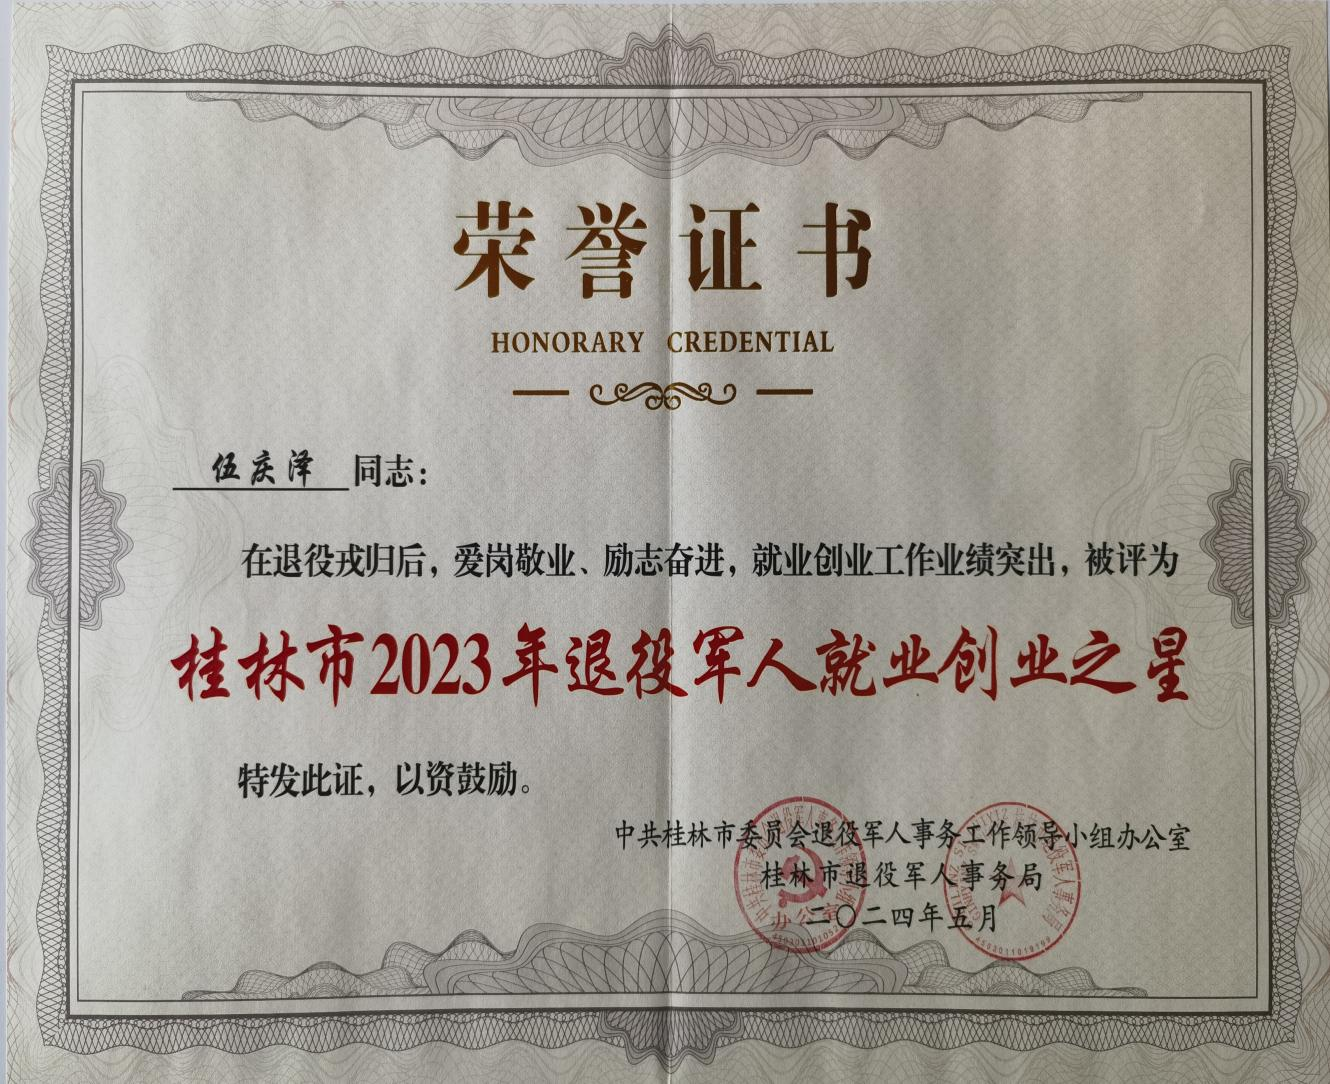 荣誉证书
HONORARY CREDENTIAL
伍庆泽 同志：
在退役戎归后，爱岗敬业、励志奋进，就业创业工作业绩突出，被评为
桂林市2023年退役军人就业创业之星
特发此证，以资鼓励。
中共桂林市委员会退役军人事务工作领导小组办公室
桂林市退役军人事务局
二〇二四年五月
办公室